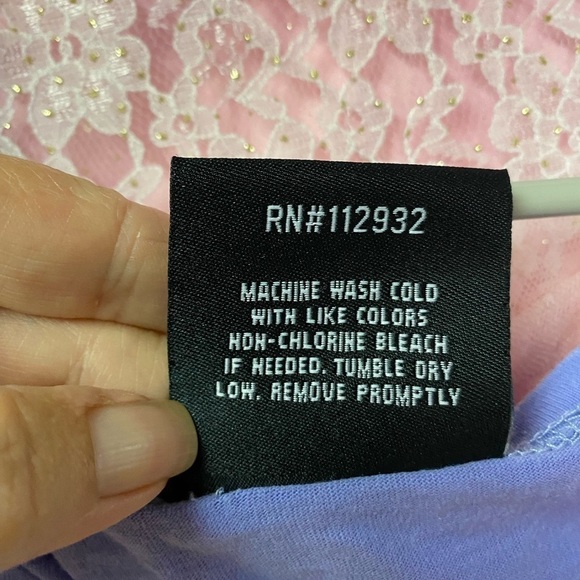 RN#112932
MACHINE WASH COLD
WITH LIKE COLORS
NON-CHLORINE BLEACH
IF NEEDED. TUMBLE DRY
LOW. REMOVE PROMPTLY